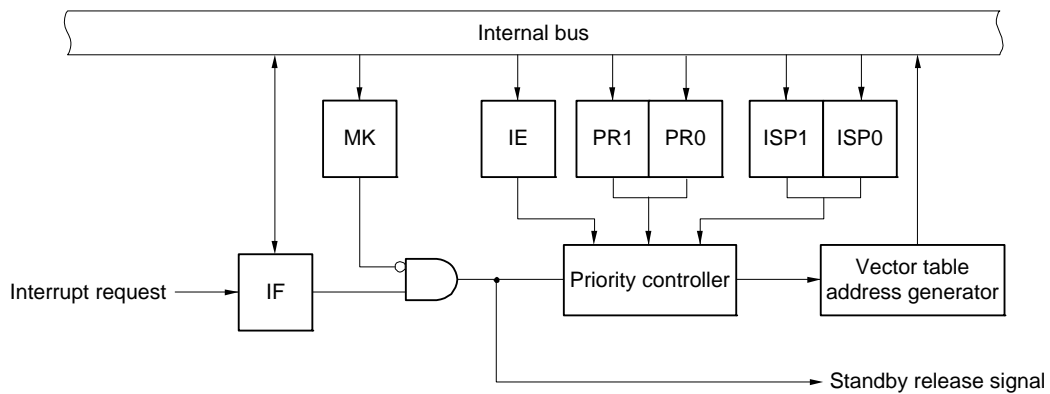 Internal bus
MK
IE
PR1
PR0
ISP1
ISP0
Interrupt request
IF
Priority controller
Vector table
address generator
Standby release signal